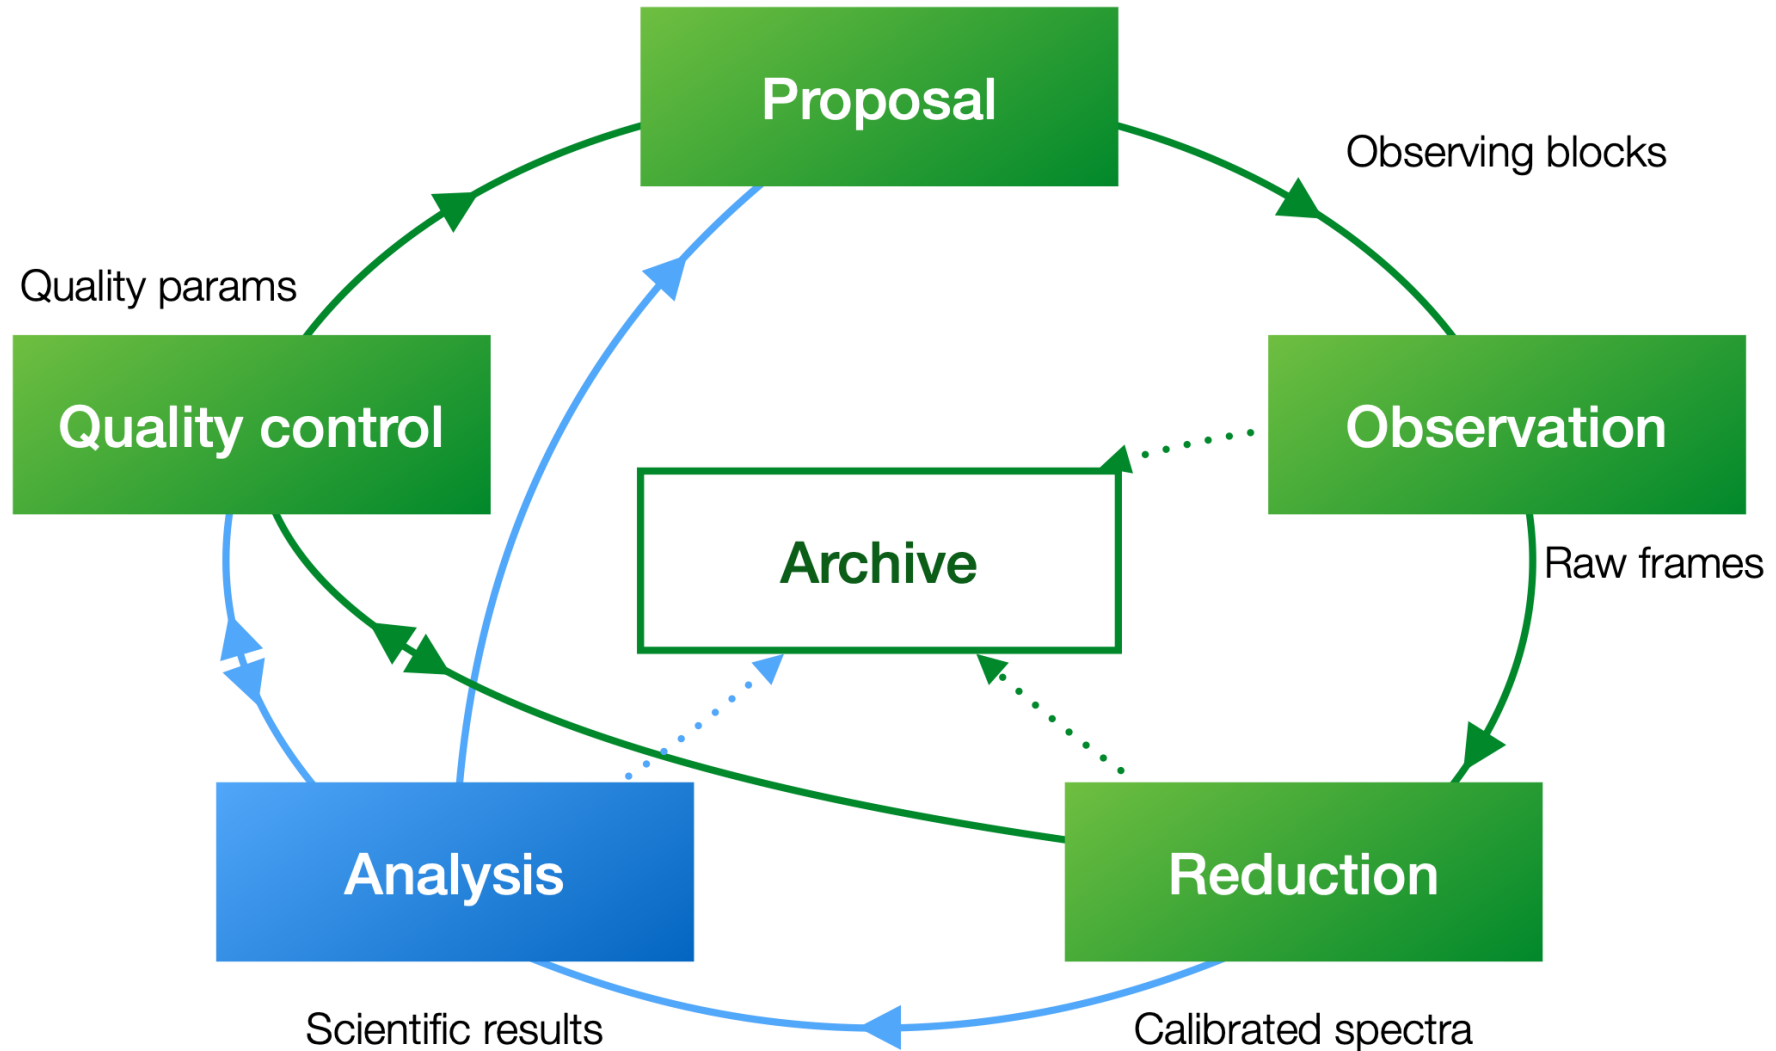 Proposal
Observing blocks
Quality params
Quality control
Observation
Archive
Raw frames
Analysis
Reduction
Scientific results
Calibrated spectra